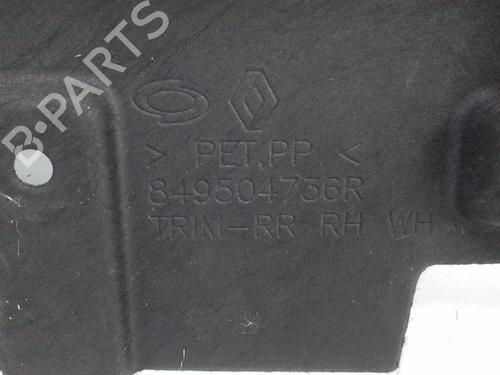 B-PARTS
> PET.PP <
849504736R
TRIM-RR RH WH